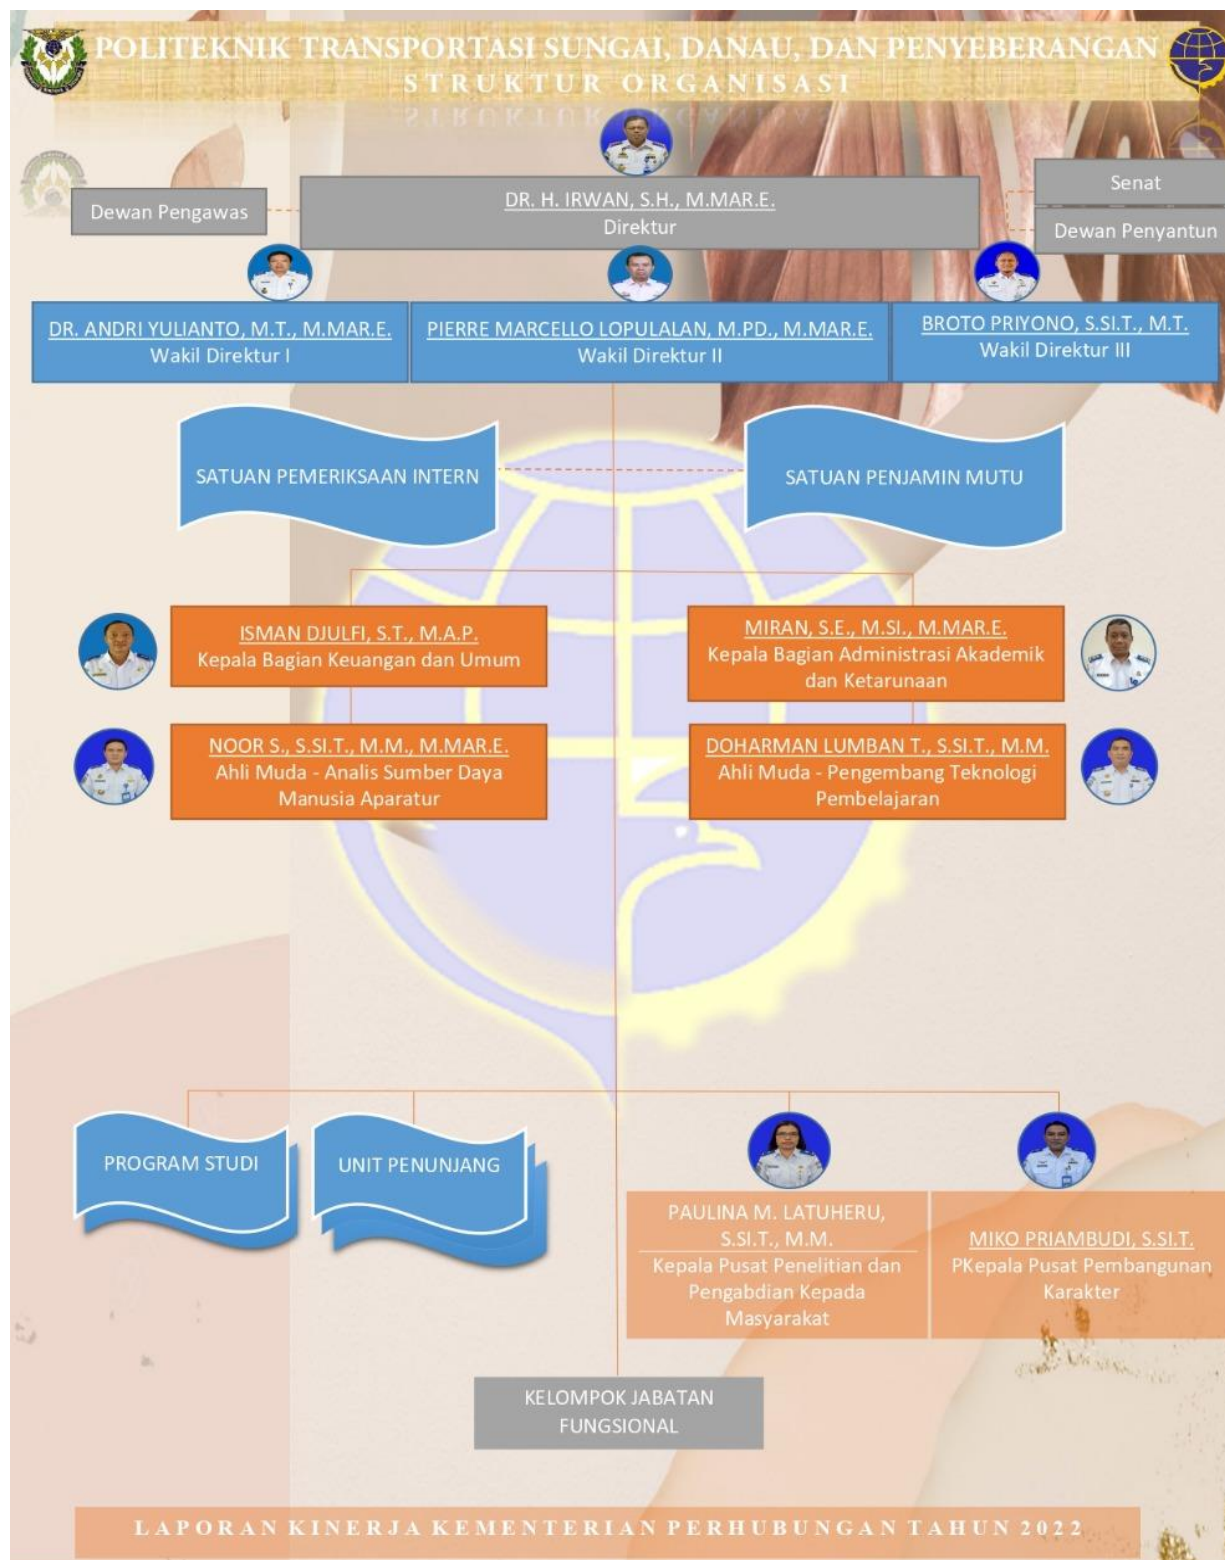 POLITEKNIK TRANSPORTASI SUNGAI, DANAU, DAN PENYEBERANGAN
STRUKTUR ORGANISASI
Dewan Pengawas
DR. H. IRWAN, S.H., M.MAR.E.
Direktur
Senat
Dewan Penyantun
DR. ANDRI YULIANTO, M.T., M.MAR.E.
Wakil Direktur I
PIERRE MARCELLO LOPULALAN, M.PD., M.MAR.E.
Wakil Direktur II
BROTO PRIYONO, S.SI.T., M.T.
Wakil Direktur III
SATUAN PEMERIKSAAN INTERN
SATUAN PENJAMIN MUTU
ISMAN DJULFI, S.T., M.A.P.
Kepala Bagian Keuangan dan Umum
MIRAN, S.E., M.SI., M.MAR.E.
Kepala Bagian Administrasi Akademik
dan Ketarunaan
NOOR S., S.SI.T., M.M., M.MAR.E.
Ahli Muda - Analis Sumber Daya
Manusia Aparatur
DOHARMAN LUMBAN T., S.SI.T., M.M.
Ahli Muda - Pengembang Teknologi
Pembelajaran
PROGRAM STUDI
UNIT PENUNJANG
PAULINA M. LATUHERU,
S.SI.T., M.M.
Kepala Pusat Penelitian dan
Pengabdian Kepada
Masyarakat
MIKO PRIAMBUDI, S.SI.T.
PKepala Pusat Pembangunan
Karakter
KELOMPOK JABATAN
FUNGSIONAL
LAPORAN KINERJA KEMENTERIAN PERHUBUNGAN TAHUN 2022